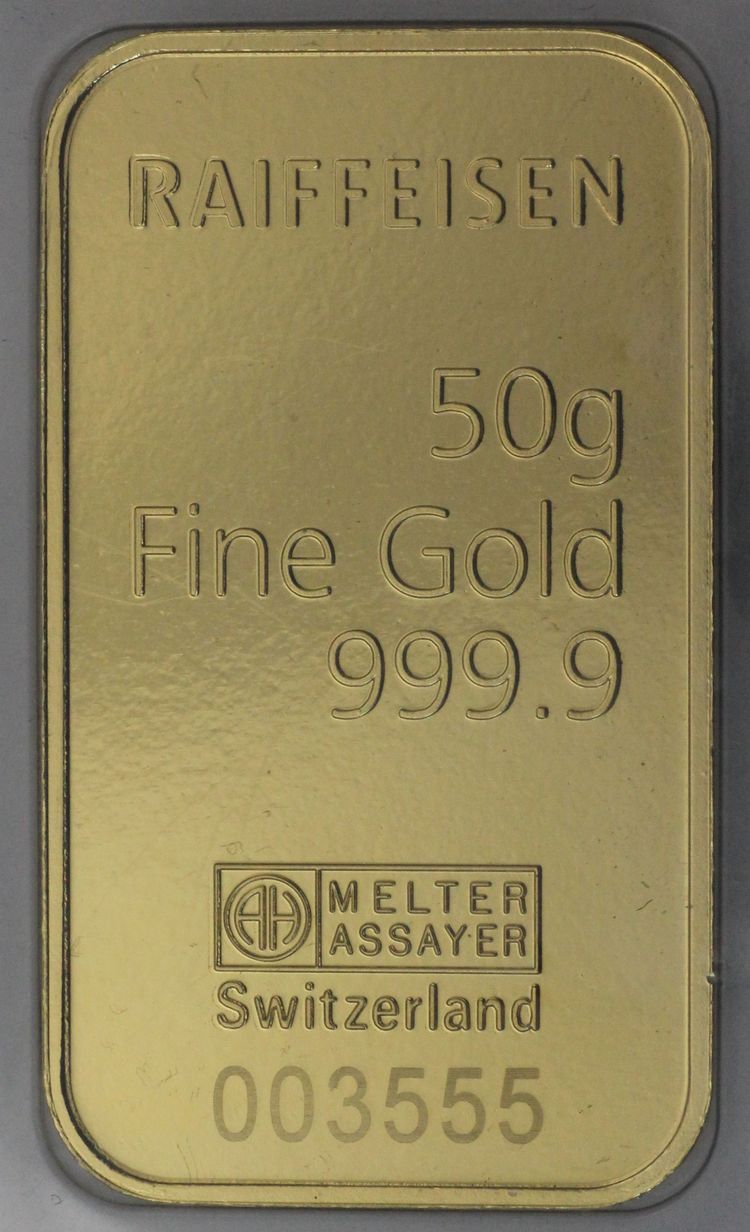 RAIFFEISEN
50g
Fine Gold
999.9
AH MELTER
ASSAYER
Switzerland
003555